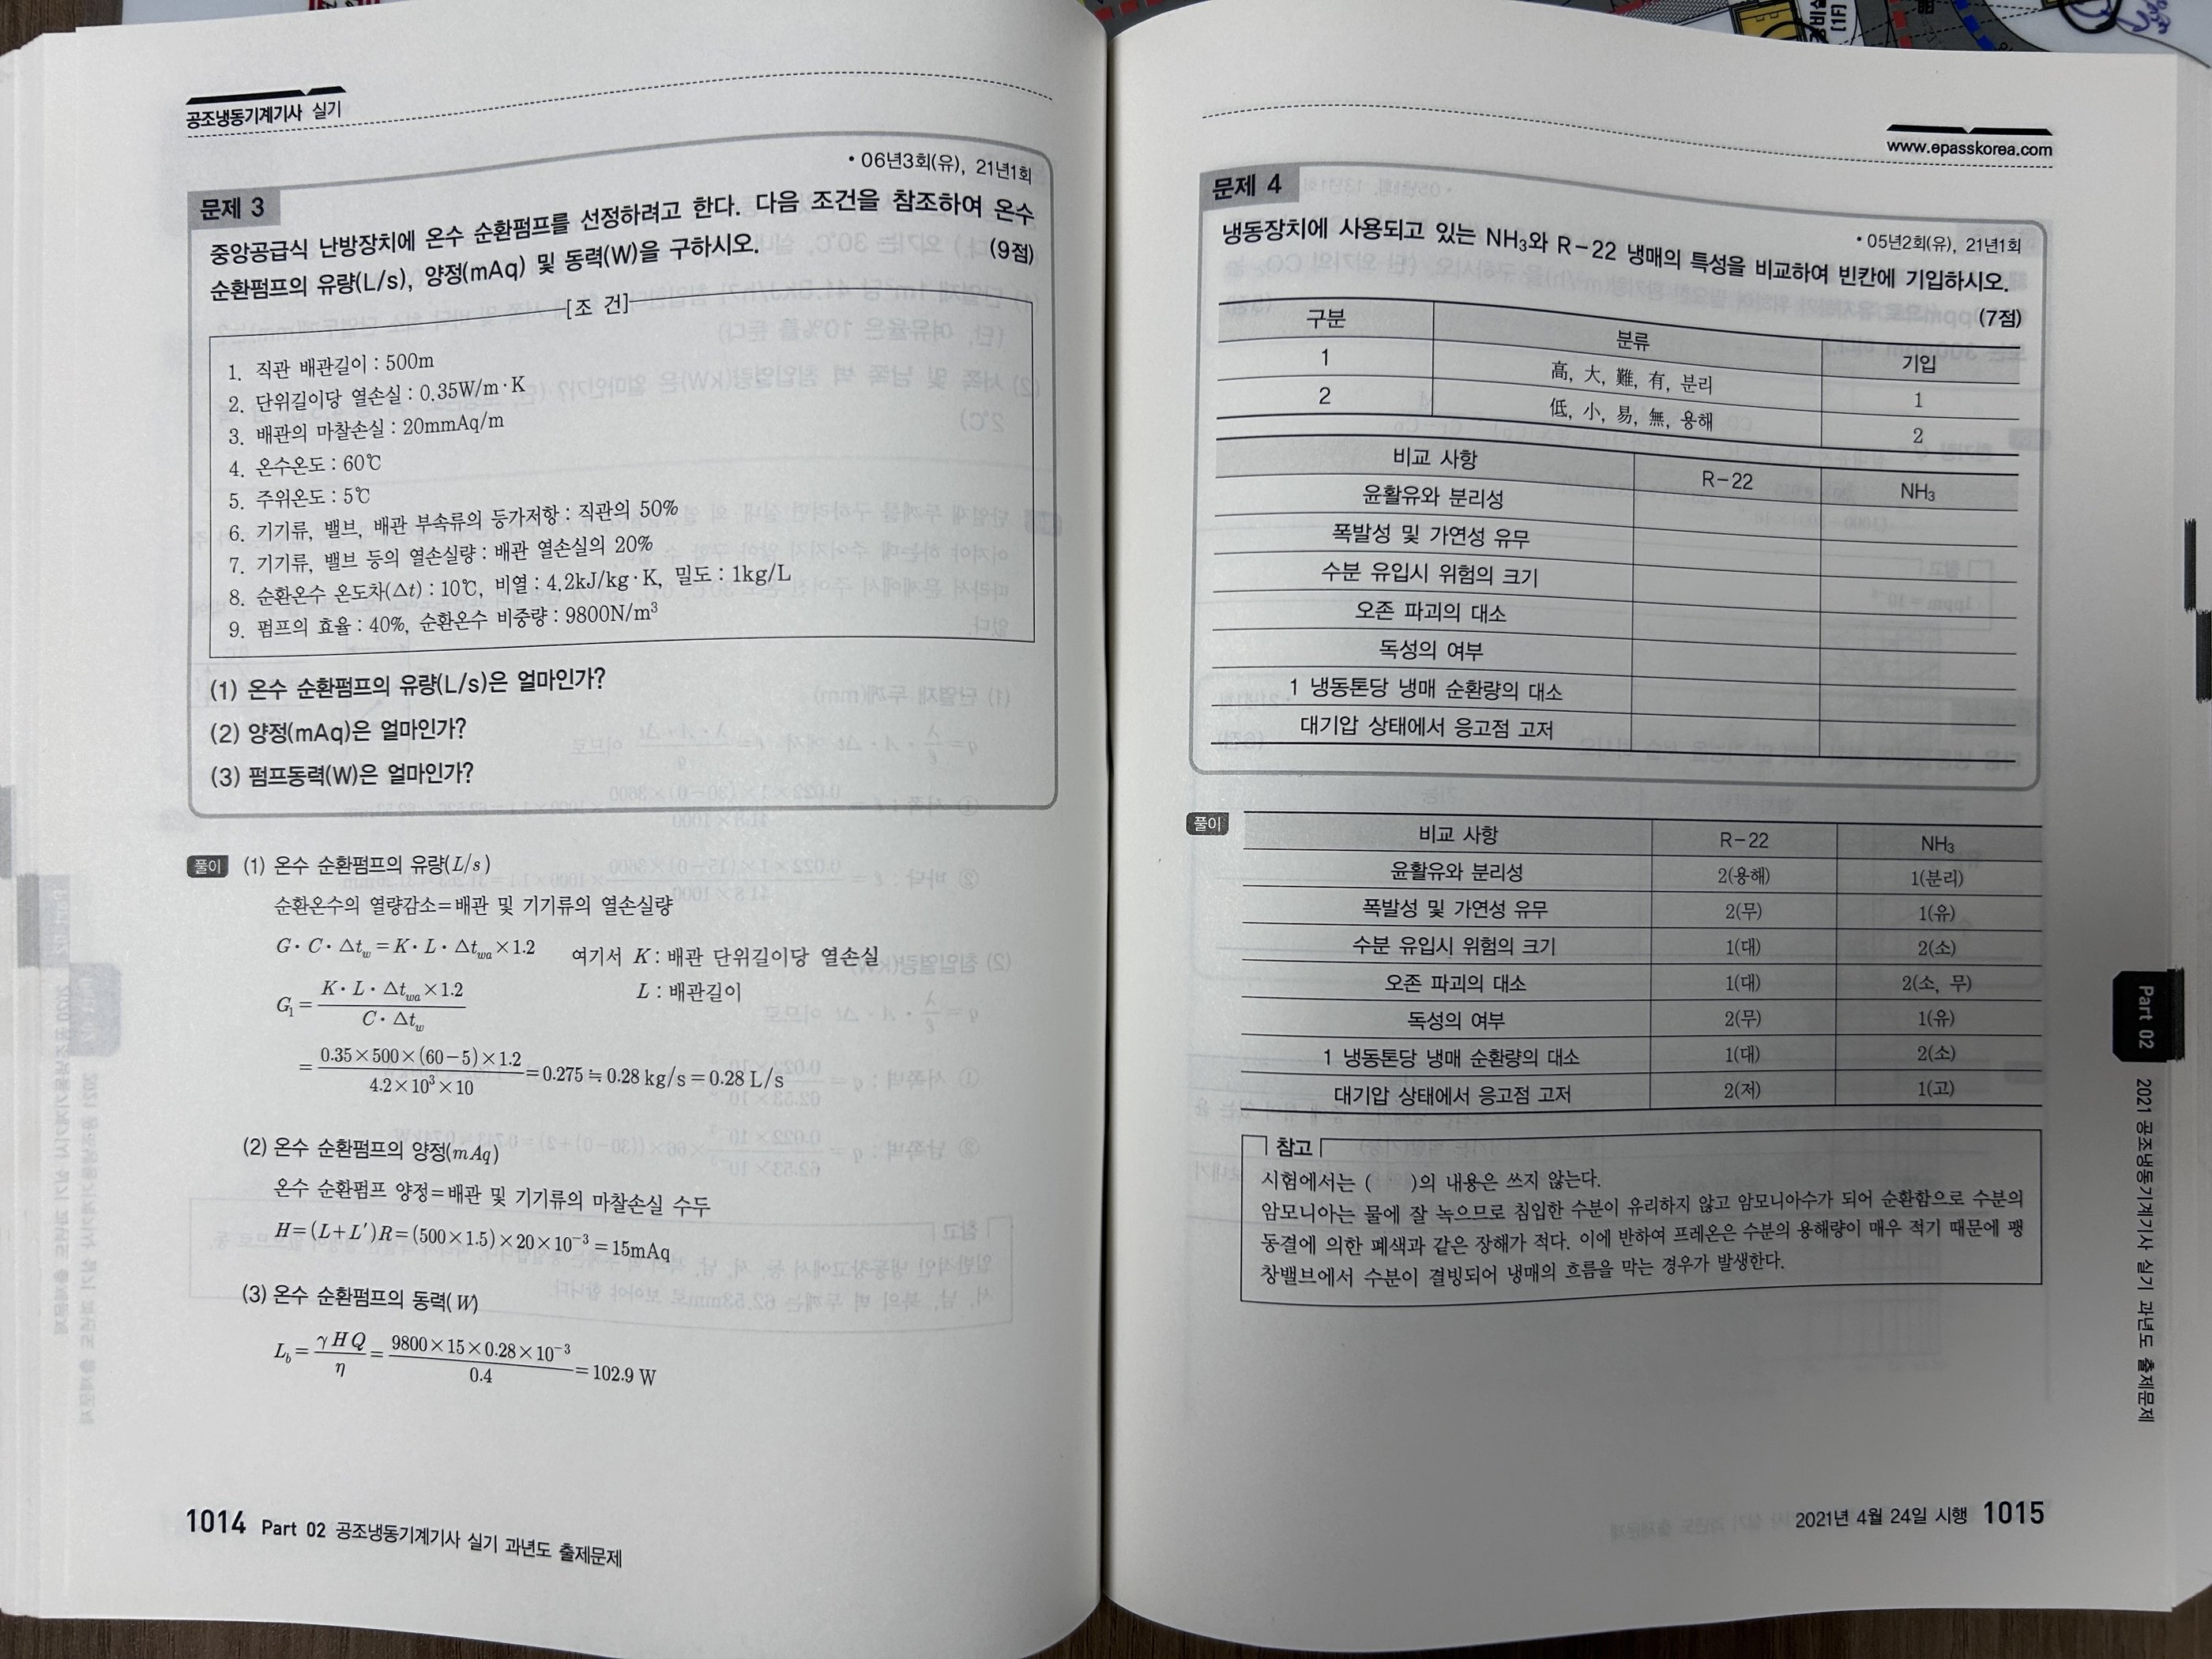 공조냉동기계기사 실기
• 06년3회(유), 21년1회
문제 3
중앙공급식 난방장치에 온수 순환펌프를 선정하려고 한다. 다음 조건을 참조하여 온수
순환펌프의 유량(L/s), 양정(mAq) 및 동력(W)을 구하시오. (9점)
[조 건]
1. 직관 배관길이 : 500m
2. 단위길이당 열손실 : 0.35W/m·K
3. 배관의 마찰손실 : 20mmAq/m
4. 온수온도 : 60℃
5. 주위온도 : 5℃
6. 기기류, 밸브, 배관 부속류의 등가저항 : 직관의 50%
7. 기기류, 밸브 등의 열손실량 : 배관 열손실의 20%
8. 순환온수 온도차(Δt) : 10℃, 비열 : 4.2kJ/kg·K, 밀도 : 1kg/L
9. 펌프의 효율 : 40%, 순환온수 비중량 : 9800N/m³
(1) 온수 순환펌프의 유량(L/s)은 얼마인가?
(2) 양정(mAq)은 얼마인가?
(3) 펌프동력(W)은 얼마인가?
풀이 (1) 온수 순환펌프의 유량(L/s)
순환온수의 열량감소=배관 및 기기류의 열손실량
G·C·Δt_w = K·L·Δt_wa×1.2 여기서 K : 배관 단위길이당 열손실
L : 배관길이
G₁ = K·L·Δt_wa×1.2 / C·Δt_w
= 0.35×500×(60−5)×1.2 / 4.2×10³×10 = 0.275 ≒ 0.28 kg/s = 0.28 L/s
(2) 온수 순환펌프의 양정(mAq)
온수 순환펌프 양정=배관 및 기기류의 마찰손실 수두
H = (L+L′)R = (500×1.5)×20×10⁻³ = 15mAq
(3) 온수 순환펌프의 동력(W)
L_b = γHQ / η = 9800×15×0.28×10⁻³ / 0.4 = 102.9 W
1014 Part 02 공조냉동기계기사 실기 과년도 출제문제
www.epasskorea.com
문제 4
• 05년2회(유), 21년1회
냉동장치에 사용되고 있는 NH₃와 R−22 냉매의 특성을 비교하여 빈칸에 기입하시오.
(7점)
구분 분류 기입
1 高, 大, 難, 有, 분리 1
2 低, 小, 易, 無, 용해 2
비교 사항 R−22 NH₃
윤활유와 분리성
폭발성 및 가연성 유무
수분 유입시 위험의 크기
오존 파괴의 대소
독성의 여부
1 냉동톤당 냉매 순환량의 대소
대기압 상태에서 응고점 고저
풀이
비교 사항 R−22 NH₃
윤활유와 분리성 2(용해) 1(분리)
폭발성 및 가연성 유무 2(무) 1(유)
수분 유입시 위험의 크기 1(대) 2(소)
오존 파괴의 대소 1(대) 2(소, 무)
독성의 여부 2(무) 1(유)
1 냉동톤당 냉매 순환량의 대소 1(대) 2(소)
대기압 상태에서 응고점 고저 2(저) 1(고)
참고
시험에서는 ( )의 내용은 쓰지 않는다.
암모니아는 물에 잘 녹으므로 침입한 수분이 유리하지 않고 암모니아수가 되어 순환함으로 수분의
동결에 의한 폐색과 같은 장해가 적다. 이에 반하여 프레온은 수분의 용해량이 매우 적기 때문에 팽
창밸브에서 수분이 결빙되어 냉매의 흐름을 막는 경우가 발생한다.
Part 02
2021 공조냉동기계기사 실기 과년도 출제문제
2021년 4월 24일 시행 1015